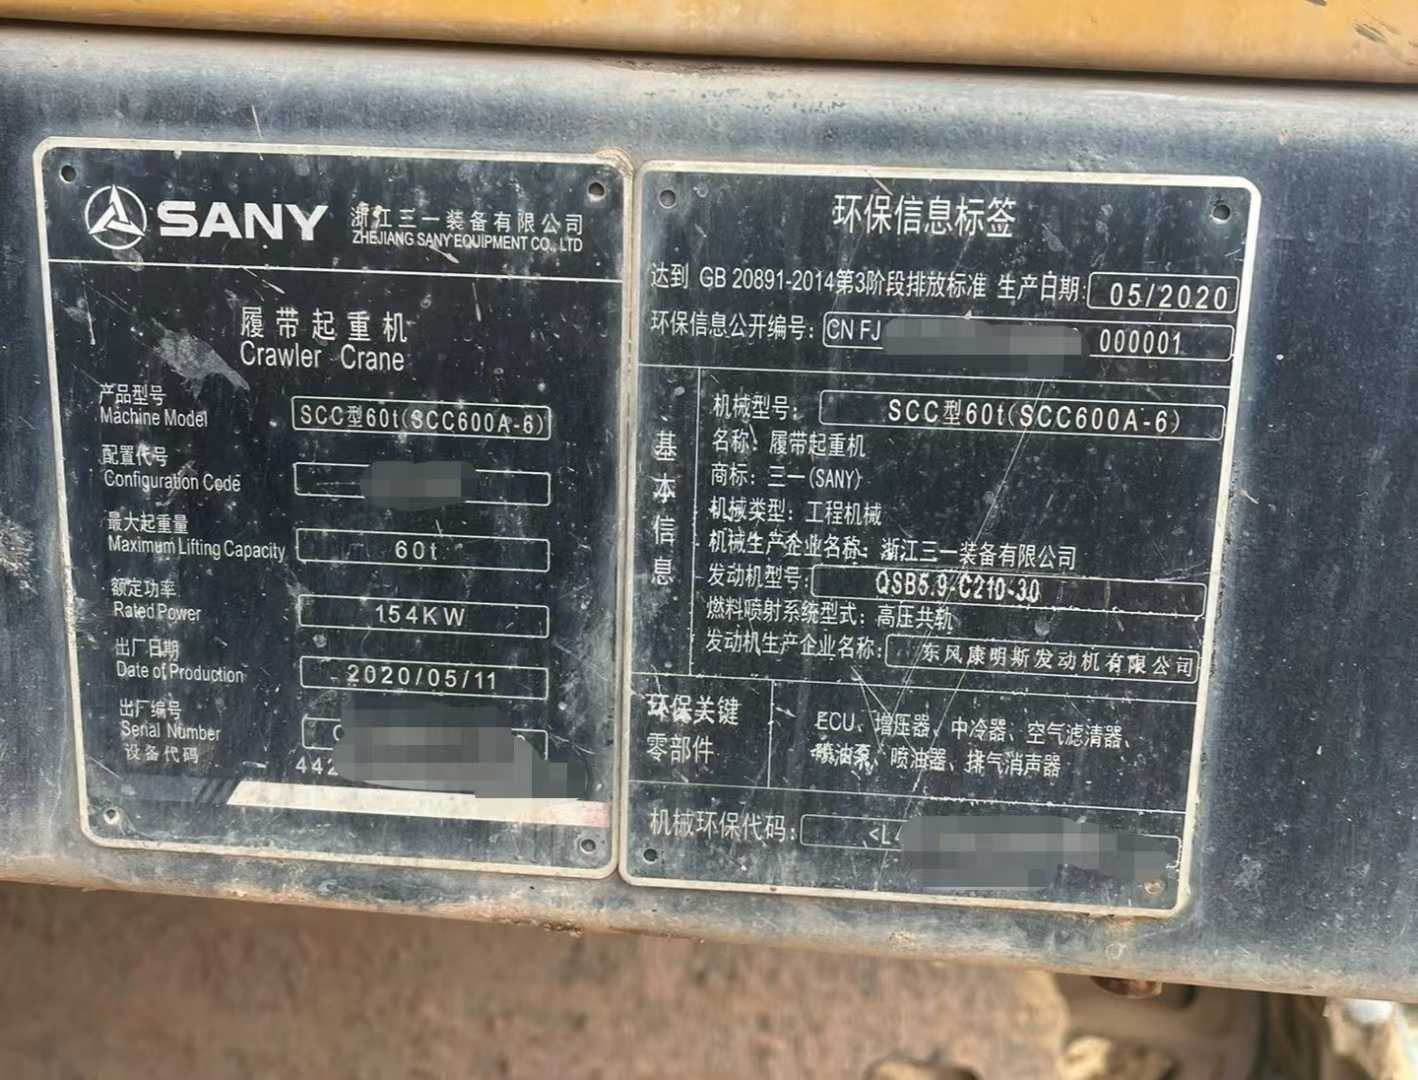 SANY 浙江三一装备有限公司
ZHEJIANG SANY EQUIPMENT CO., LTD
履带起重机
Crawler Crane
产品型号
Machine Model SCC型60t(SCC600A-6)
配置代号
Configuration Code
最大起重量
Maximum Lifting Capacity 60t
额定功率
Rated Power 154KW
出厂日期
Date of Production 2020/05/11
出厂编号
Serial Number
设备代码 442
环保信息标签
达到 GB 20891-2014第3阶段排放标准 生产日期: 05/2020
环保信息公开编号: CN FJ 000001
基本信息
机械型号: SCC型60t(SCC600A-6)
名称: 履带起重机
商标: 三一(SANY)
机械类型: 工程机械
机械生产企业名称: 浙江三一装备有限公司
发动机型号: QSB5.9-C210-30
燃料喷射系统型式: 高压共轨
发动机生产企业名称: 东风康明斯发动机有限公司
环保关键
零部件
ECU、增压器、中冷器、空气滤清器、
喷油泵、喷油器、排气消声器
机械环保代码: <L